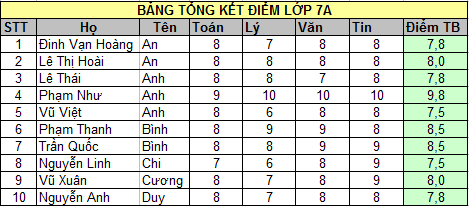 BẢNG TỔNG KẾT ĐIỂM LỚP 7A
STT Họ Tên Toán Lý Văn Tin Điểm TB
1 Đinh Vạn Hoàng An 8 7 8 8 7,8
2 Lê Thị Hoài An 8 8 8 8 8,0
3 Lê Thái Anh 8 8 7 8 7,8
4 Phạm Như Anh 9 10 10 10 9,8
5 Vũ Việt Anh 8 6 8 8 7,5
6 Phạm Thanh Bình 8 9 9 8 8,5
7 Trần Quốc Bình 8 8 9 9 8,5
8 Nguyễn Linh Chi 7 6 8 9 7,5
9 Vũ Xuân Cương 8 7 8 9 8,0
10 Nguyễn Anh Duy 8 7 8 8 7,8